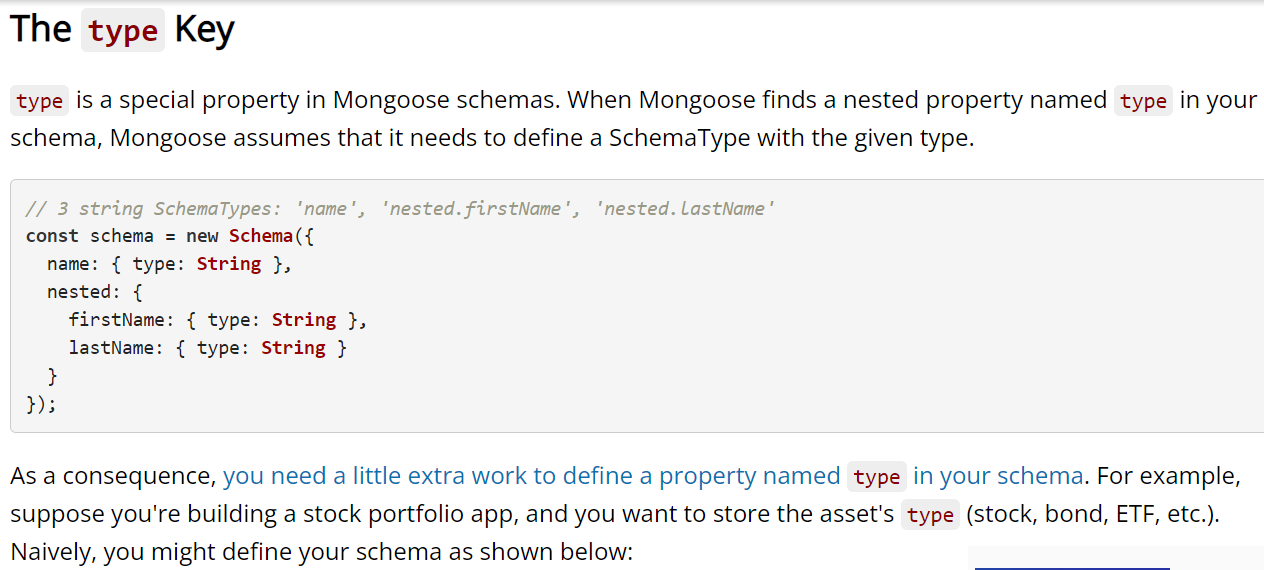 The type Key
type is a special property in Mongoose schemas. When Mongoose finds a nested property named type in your
schema, Mongoose assumes that it needs to define a SchemaType with the given type.
// 3 string SchemaTypes: 'name', 'nested.firstName', 'nested.lastName'
const schema = new Schema({
  name: { type: String },
  nested: {
    firstName: { type: String },
    lastName: { type: String }
  }
});
As a consequence, you need a little extra work to define a property named type in your schema. For example,
suppose you're building a stock portfolio app, and you want to store the asset's type (stock, bond, ETF, etc.).
Naively, you might define your schema as shown below: